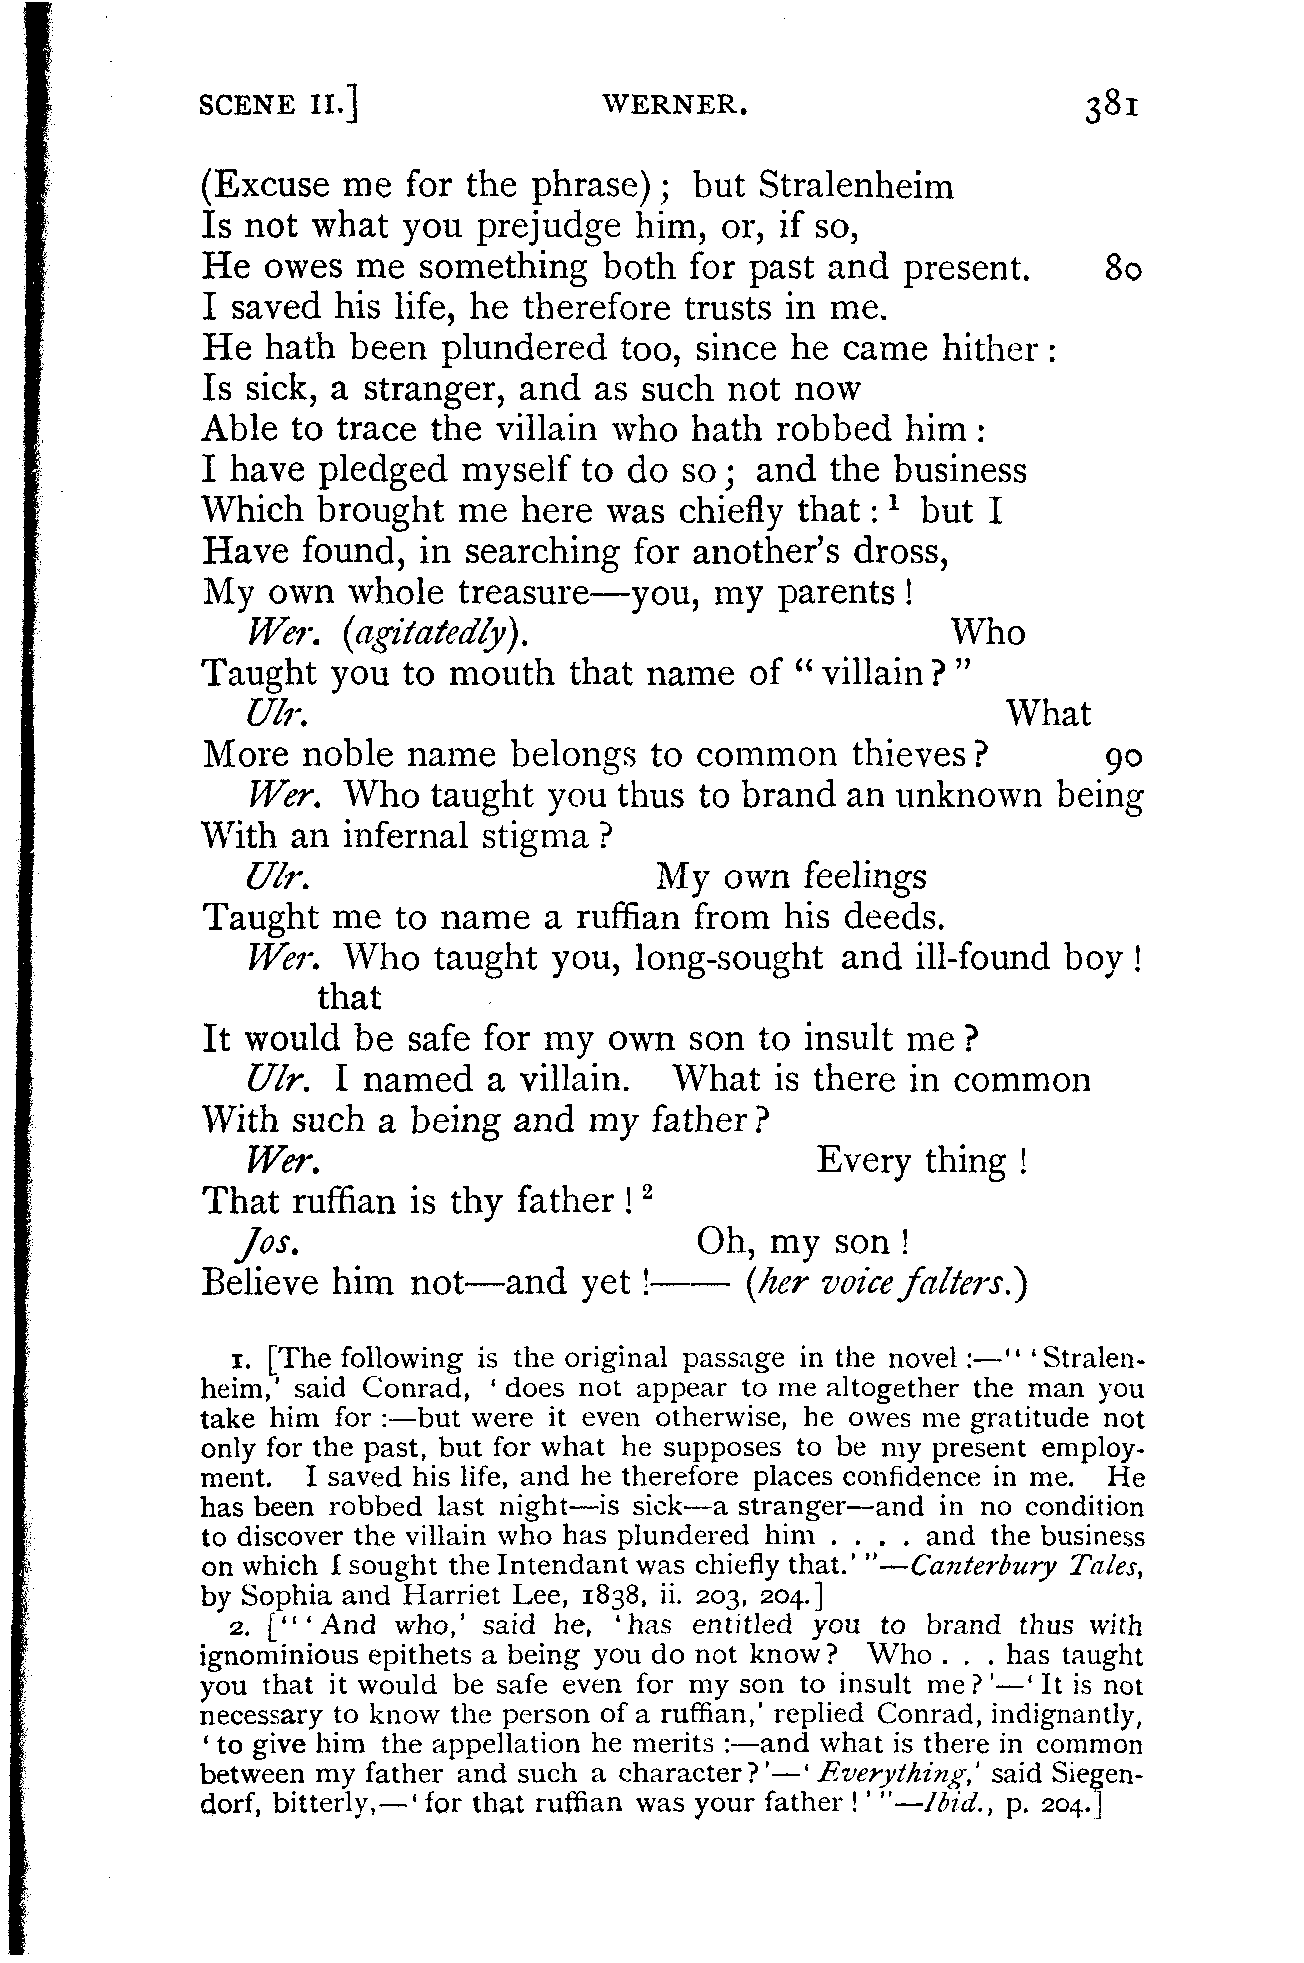 SCENE II.] WERNER. 381
(Excuse me for the phrase); but Stralenheim
Is not what you prejudge him, or, if so,
He owes me something both for past and present. 80
I saved his life, he therefore trusts in me.
He hath been plundered too, since he came hither:
Is sick, a stranger, and as such not now
Able to trace the villain who hath robbed him:
I have pledged myself to do so; and the business
Which brought me here was chiefly that:¹ but I
Have found, in searching for another's dross,
My own whole treasure—you, my parents!
Wer. (agitatedly). Who
Taught you to mouth that name of "villain?"
Ulr. What
More noble name belongs to common thieves? 90
Wer. Who taught you thus to brand an unknown being
With an infernal stigma?
Ulr. My own feelings
Taught me to name a ruffian from his deeds.
Wer. Who taught you, long-sought and ill-found boy!
that
It would be safe for my own son to insult me?
Ulr. I named a villain. What is there in common
With such a being and my father?
Wer. Every thing!
That ruffian is thy father!²
Jos. Oh, my son!
Believe him not—and yet!—— (her voice falters.)
1. [The following is the original passage in the novel:—"'Stralen-
heim,' said Conrad, 'does not appear to me altogether the man you
take him for:—but were it even otherwise, he owes me gratitude not
only for the past, but for what he supposes to be my present employ-
ment. I saved his life, and he therefore places confidence in me. He
has been robbed last night—is sick—a stranger—and in no condition
to discover the villain who has plundered him . . . . and the business
on which I sought the Intendant was chiefly that.'"—Canterbury Tales,
by Sophia and Harriet Lee, 1838, ii. 203, 204.]
2. ["'And who,' said he, 'has entitled you to brand thus with
ignominious epithets a being you do not know? Who . . . has taught
you that it would be safe even for my son to insult me?'—'It is not
necessary to know the person of a ruffian,' replied Conrad, indignantly,
'to give him the appellation he merits:—and what is there in common
between my father and such a character?'—'Everything,' said Siegen-
dorf, bitterly,—'for that ruffian was your father!'"—Ibid., p. 204.]